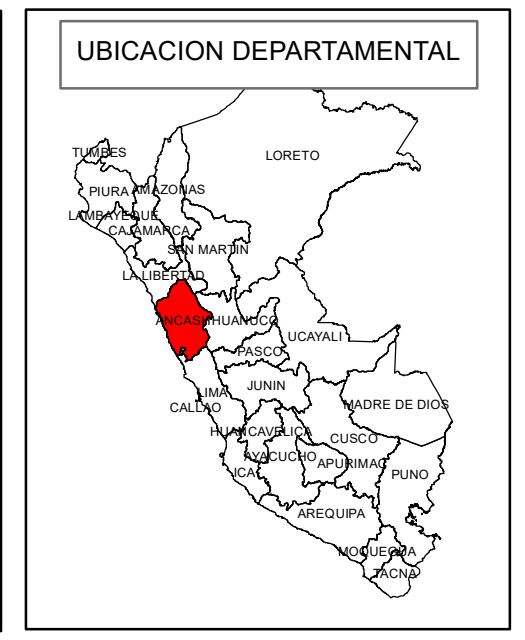 UBICACION DEPARTAMENTAL
TUMBES
LORETO
PIURA
AMAZONAS
LAMBAYEQUE
CAJAMARCA
SAN MARTIN
LA LIBERTAD
ANCASH
HUANUCO
UCAYALI
PASCO
JUNIN
LIMA
CALLAO
MADRE DE DIOS
HUANCAVELICA
CUSCO
AYACUCHO
APURIMAC
ICA
PUNO
AREQUIPA
MOQUEGUA
TACNA